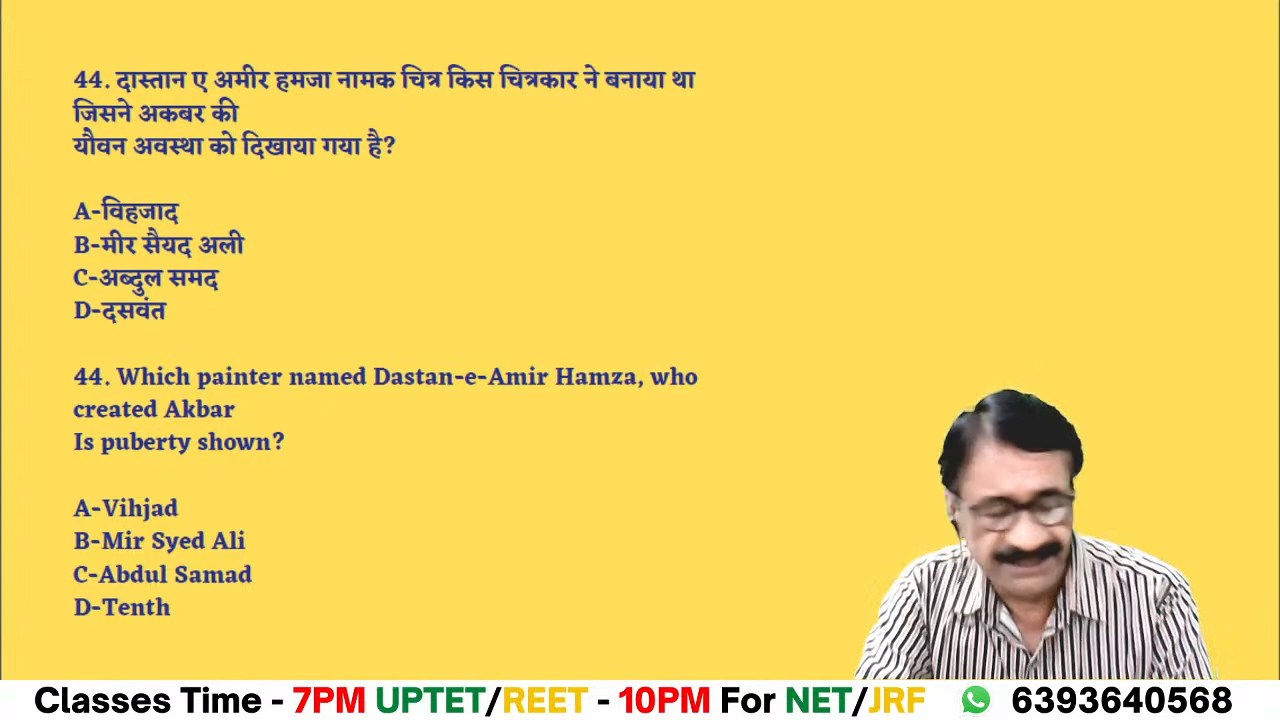 44. दास्तान ए अमीर हमजा नामक चित्र किस चित्रकार ने बनाया था
जिसने अकबर की
यौवन अवस्था को दिखाया गया है?
A-विहजाद
B-मीर सैयद अली
C-अब्दुल समद
D-दसवंत
44. Which painter named Dastan-e-Amir Hamza, who
created Akbar
Is puberty shown?
A-Vihjad
B-Mir Syed Ali
C-Abdul Samad
D-Tenth
Classes Time - 7PM UPTET/REET - 10PM For NET/JRF 6393640568